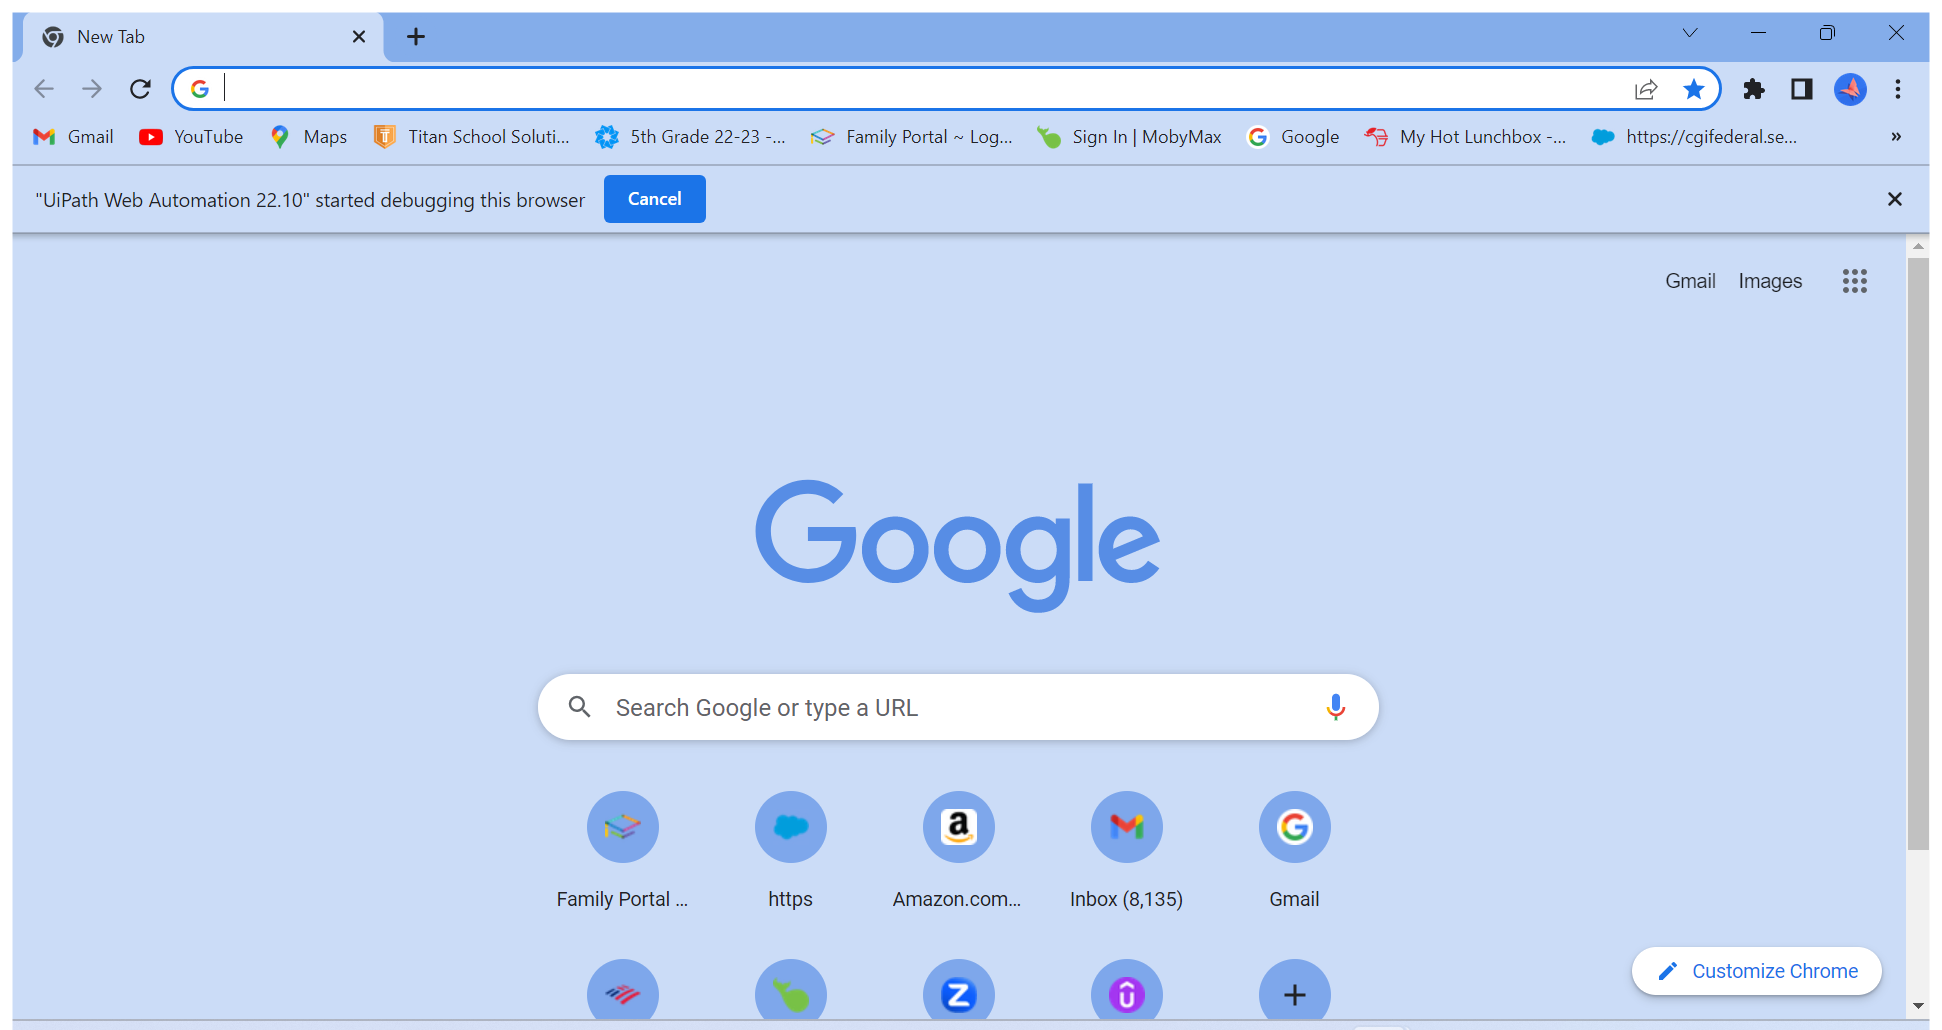 New Tab
Gmail YouTube Maps Titan School Soluti... 5th Grade 22-23 -... Family Portal ~ Log... Sign In | MobyMax Google My Hot Lunchbox -... https://cgifederal.se... »
"UiPath Web Automation 22.10" started debugging this browser Cancel
Gmail Images
Google
Search Google or type a URL
Family Portal ... https Amazon.com... Inbox (8,135) Gmail
Customize Chrome